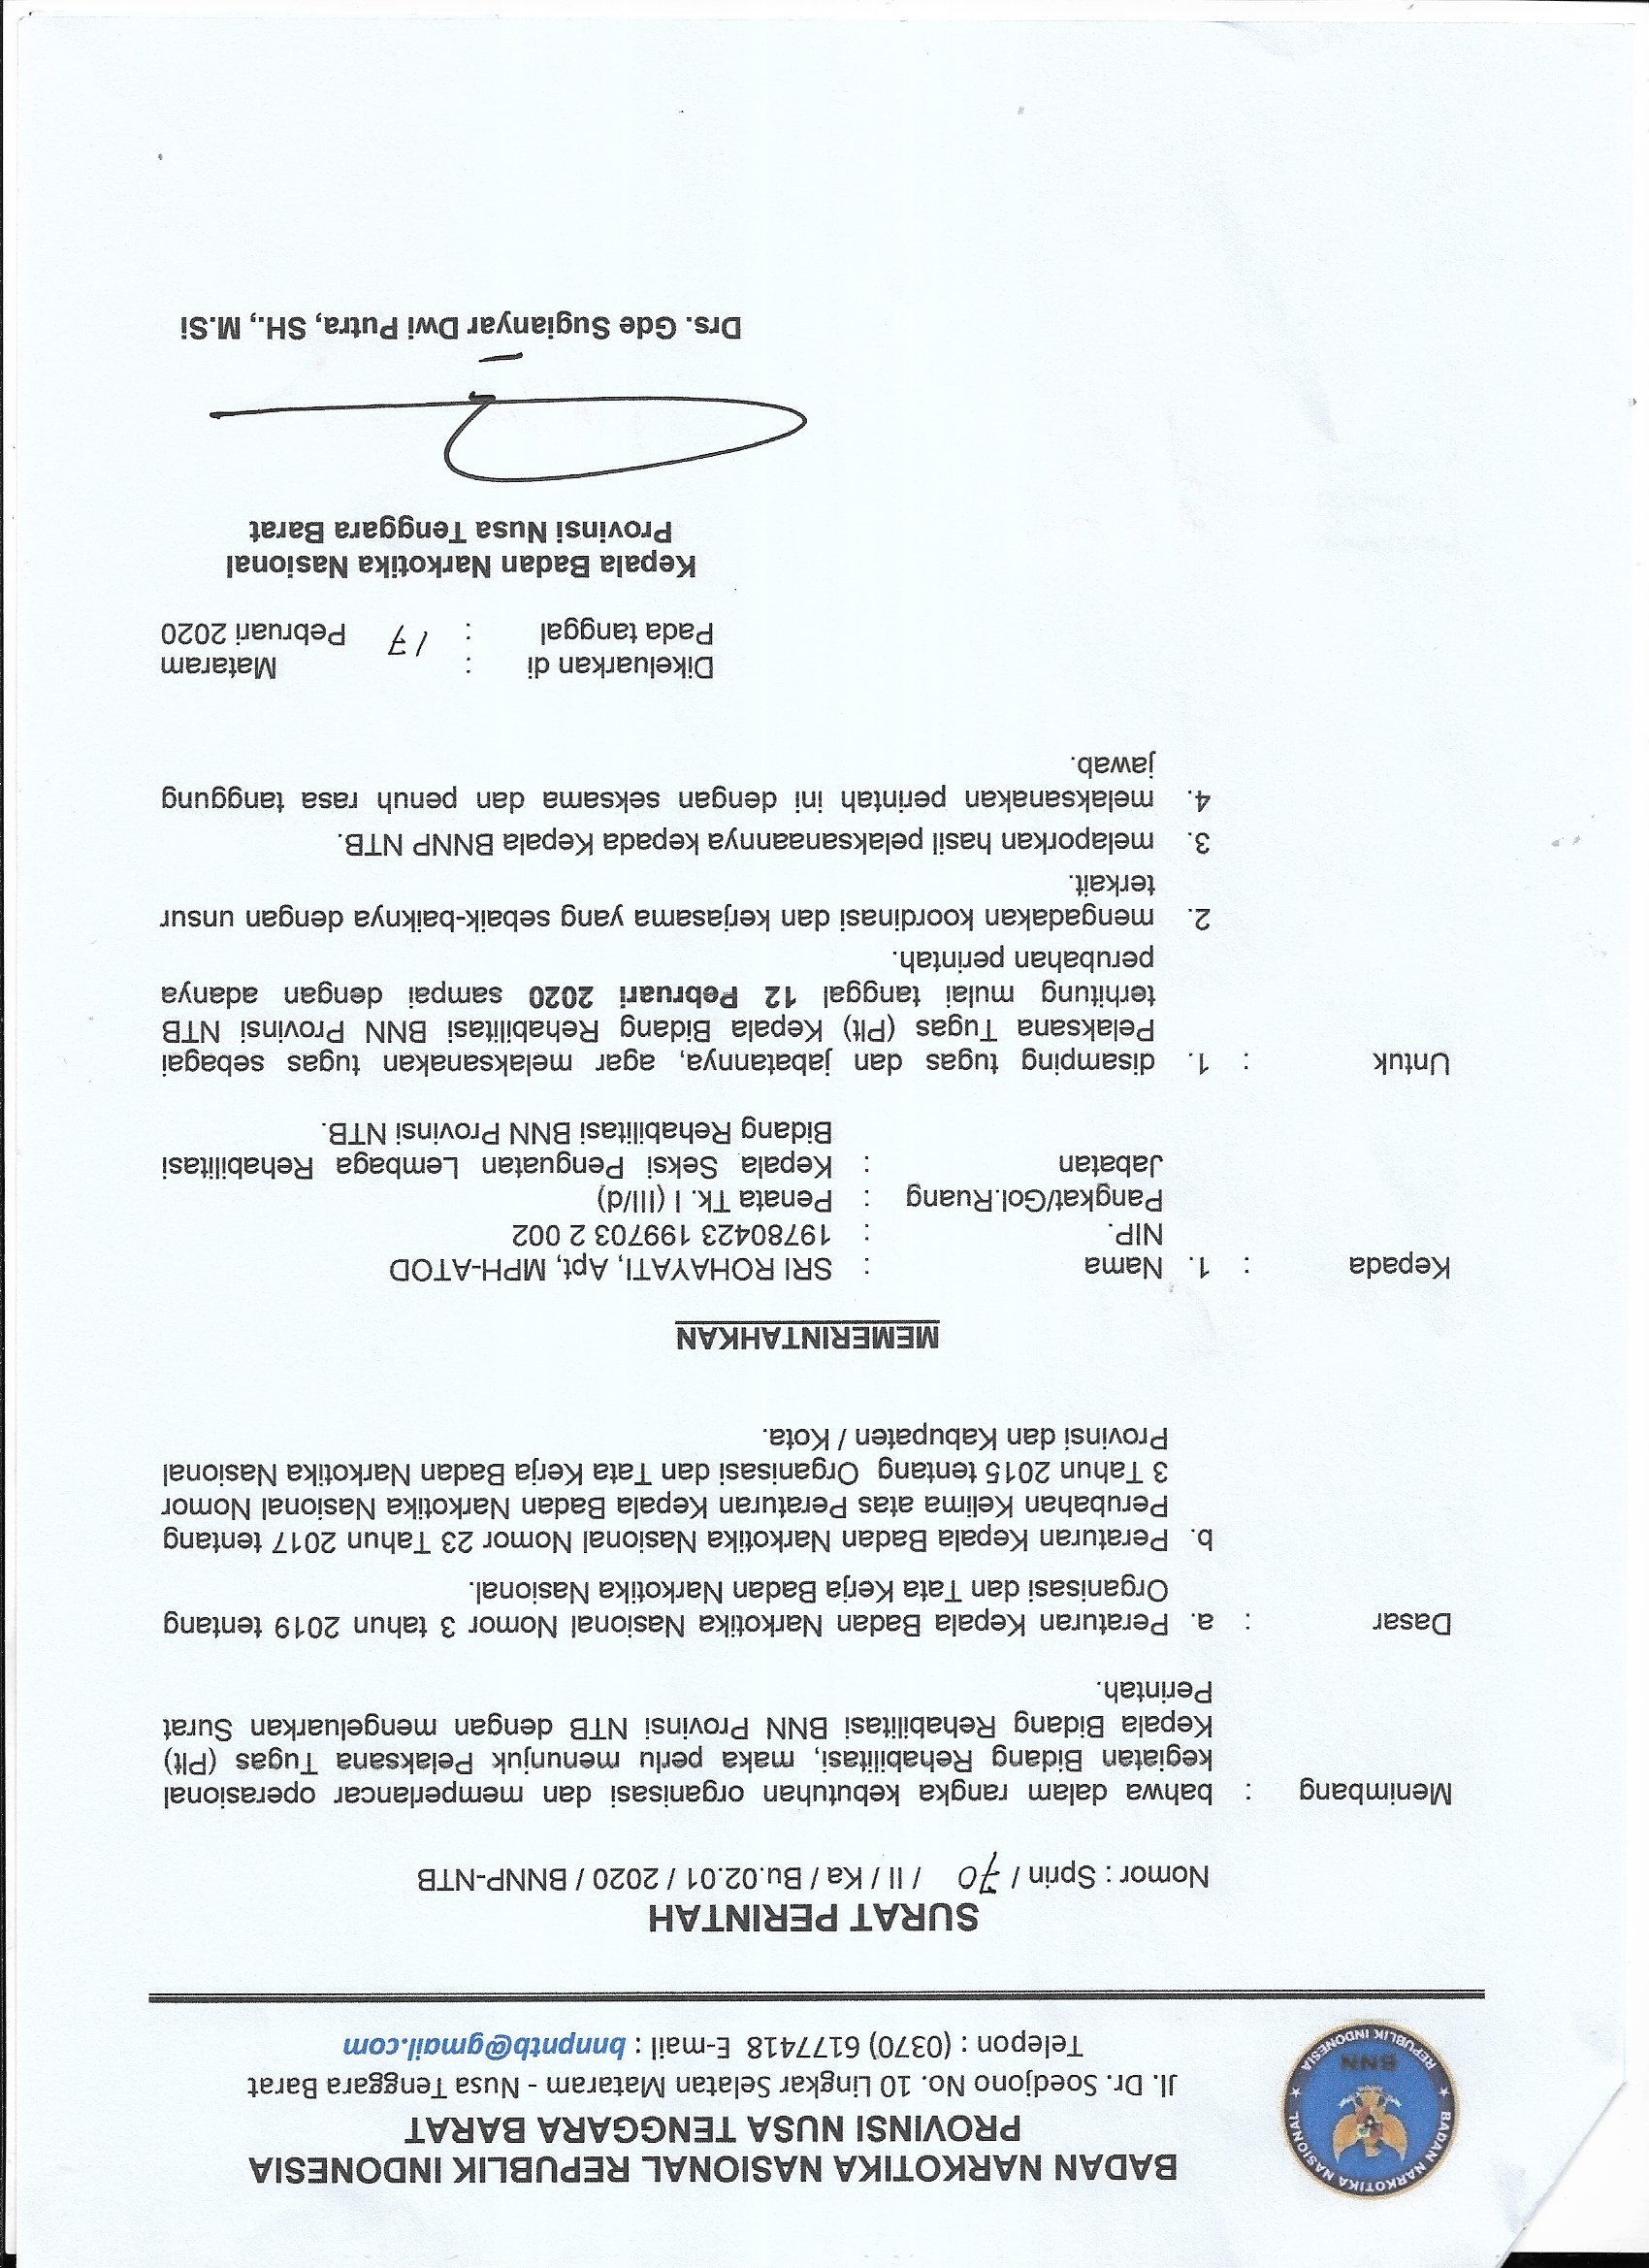 BADAN NARKOTIKA NASIONAL REPUBLIK INDONESIA
PROVINSI NUSA TENGGARA BARAT
Jl. Dr. Soedjono No. 10 Lingkar Selatan Mataram - Nusa Tenggara Barat
Telepon : (0370) 6177418 E-mail : bnnpntb@gmail.com
BADAN NARKOTIKA NASIONAL
BNN
REPUBLIK INDONESIA
SURAT PERINTAH
Nomor : Sprin / 70 / II / Ka / Bu.02.01 / 2020 / BNNP-NTB
Menimbang : bahwa dalam rangka kebutuhan organisasi dan memperlancar operasional
kegiatan Bidang Rehabilitasi, maka perlu menunjuk Pelaksana Tugas (Plt)
Kepala Bidang Rehabilitasi BNN Provinsi NTB dengan mengeluarkan Surat
Perintah.
Dasar : a. Peraturan Kepala Badan Narkotika Nasional Nomor 3 tahun 2019 tentang
Organisasi dan Tata Kerja Badan Narkotika Nasional.
b. Peraturan Kepala Badan Narkotika Nasional Nomor 23 Tahun 2017 tentang
Perubahan Kelima atas Peraturan Kepala Badan Narkotika Nasional Nomor
3 Tahun 2015 tentang Organisasi dan Tata Kerja Badan Narkotika Nasional
Provinsi dan Kabupaten / Kota.
MEMERINTAHKAN
Kepada : 1. Nama : SRI ROHAYATI, Apt, MPH-ATOD
NIP. : 19780423 199703 2 002
Pangkat/Gol.Ruang : Penata Tk. I (III/d)
Jabatan : Kepala Seksi Penguatan Lembaga Rehabilitasi
Bidang Rehabilitasi BNN Provinsi NTB.
Untuk : 1. disamping tugas dan jabatannya, agar melaksanakan tugas sebagai
Pelaksana Tugas (Plt) Kepala Bidang Rehabilitasi BNN Provinsi NTB
terhitung mulai tanggal 12 Pebruari 2020 sampai dengan adanya
perubahan perintah.
2. mengadakan koordinasi dan kerjasama yang sebaik-baiknya dengan unsur
terkait.
3. melaporkan hasil pelaksanaannya kepada Kepala BNNP NTB.
4. melaksanakan perintah ini dengan seksama dan penuh rasa tanggung
jawab.
Dikeluarkan di : Mataram
Pada tanggal : 17 Pebruari 2020
Kepala Badan Narkotika Nasional
Provinsi Nusa Tenggara Barat
Drs. Gde Sugianyar Dwi Putra, SH., M.Si